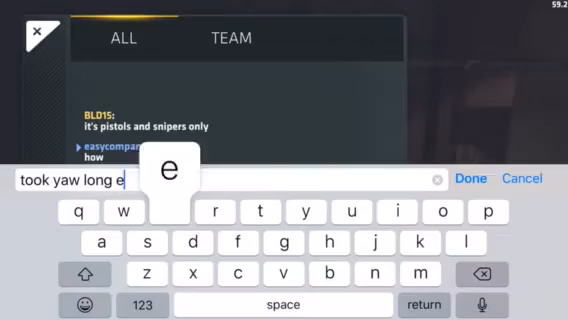 59.2
×
ALL TEAM
BLD15:
it's pistols and snipers only
how
took yaw long e
Done Cancel
e
q w r t y u i o p
a s d f g h j k l
z x c v b n m
123 space return